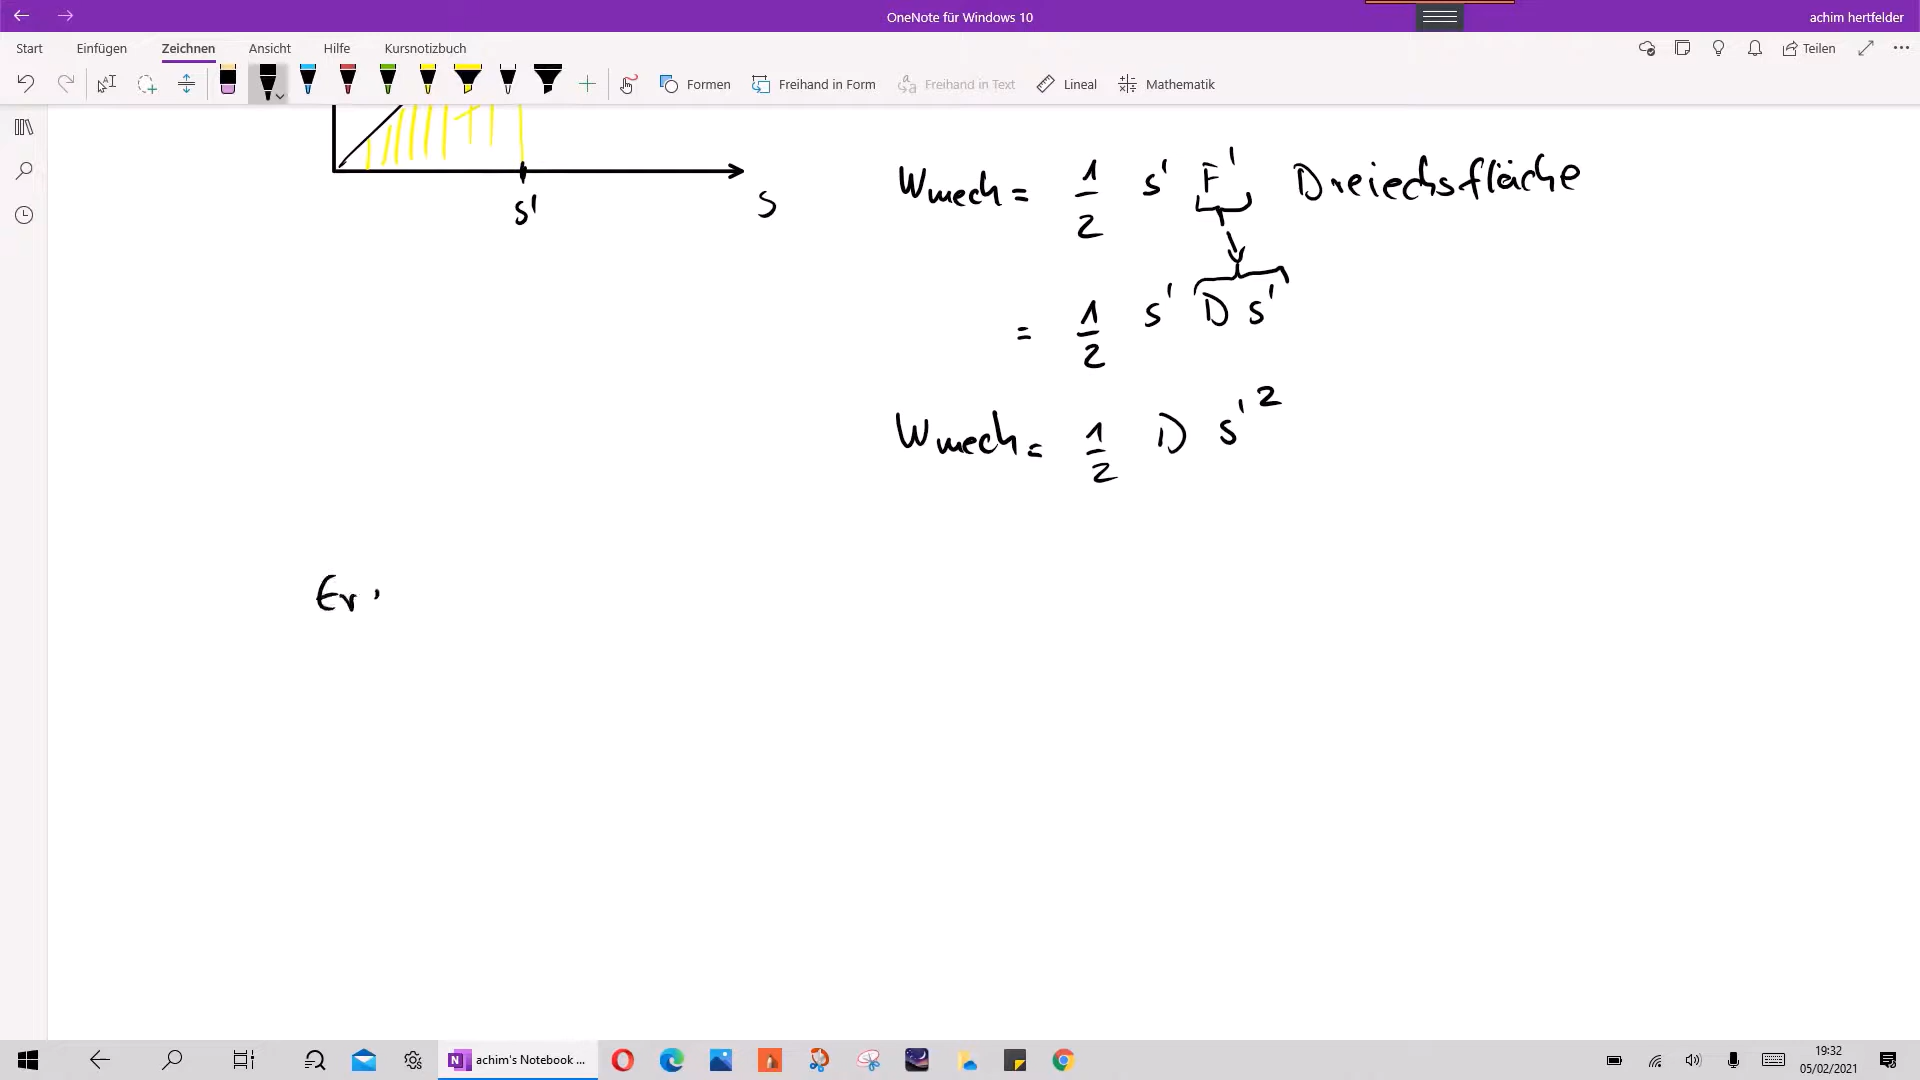 OneNote für Windows 10
achim hertfelder
Start Einfügen Zeichnen Ansicht Hilfe Kursnotizbuch
Teilen
Formen Freihand in Form Freihand in Text Lineal Mathematik
s' s
Wmech = 1/2 s' F' Dreiecksfläche
= 1/2 s' D s'
Wmech = 1/2 D s'²
Er
achim's Notebook ...
19:32
05/02/2021